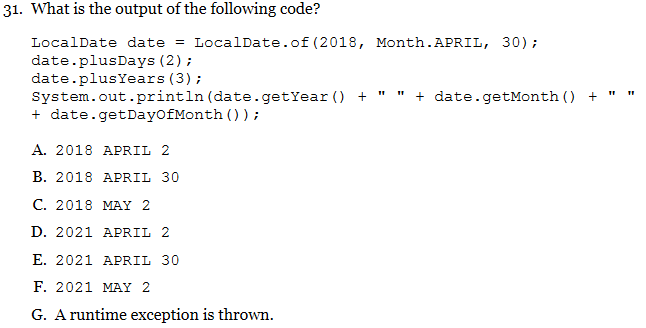 31. What is the output of the following code?
LocalDate date = LocalDate.of(2018, Month.APRIL, 30);
date.plusDays(2);
date.plusYears(3);
System.out.println(date.getYear() + " " + date.getMonth() + " "
+ date.getDayOfMonth());
A. 2018 APRIL 2
B. 2018 APRIL 30
C. 2018 MAY 2
D. 2021 APRIL 2
E. 2021 APRIL 30
F. 2021 MAY 2
G. A runtime exception is thrown.